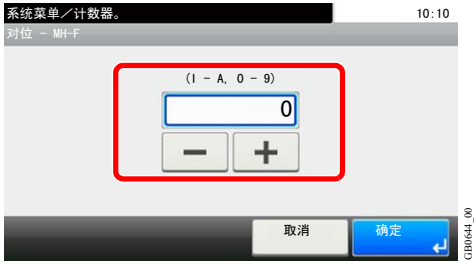 系统菜单／计数器。 10:10
对位 - MH-F
(I - A, 0 - 9)
0
取消 确定
GB0644_00